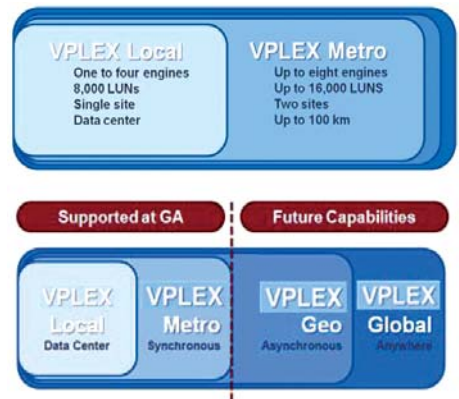 VPLEX Local
One to four engines
8,000 LUNs
Single site
Data center
VPLEX Metro
Up to eight engines
Up to 16,000 LUNS
Two sites
Up to 100 km
Supported at GA
Future Capabilities
VPLEX
Local
Data Center
VPLEX
Metro
Synchronous
VPLEX
Geo
Asynchronous
VPLEX
Global
Anywhere